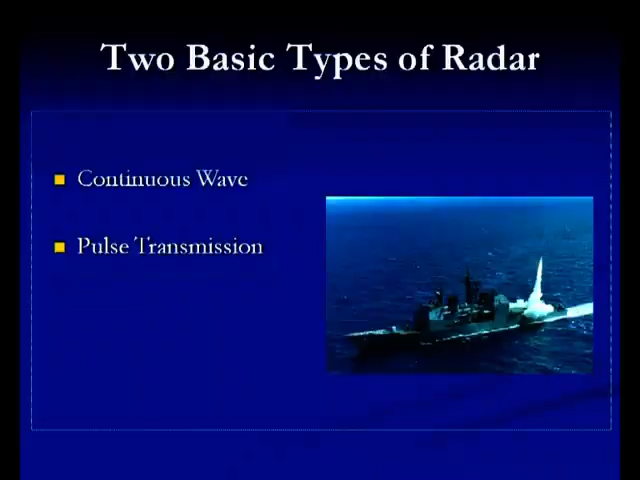 Two Basic Types of Radar
Continuous Wave
Pulse Transmission